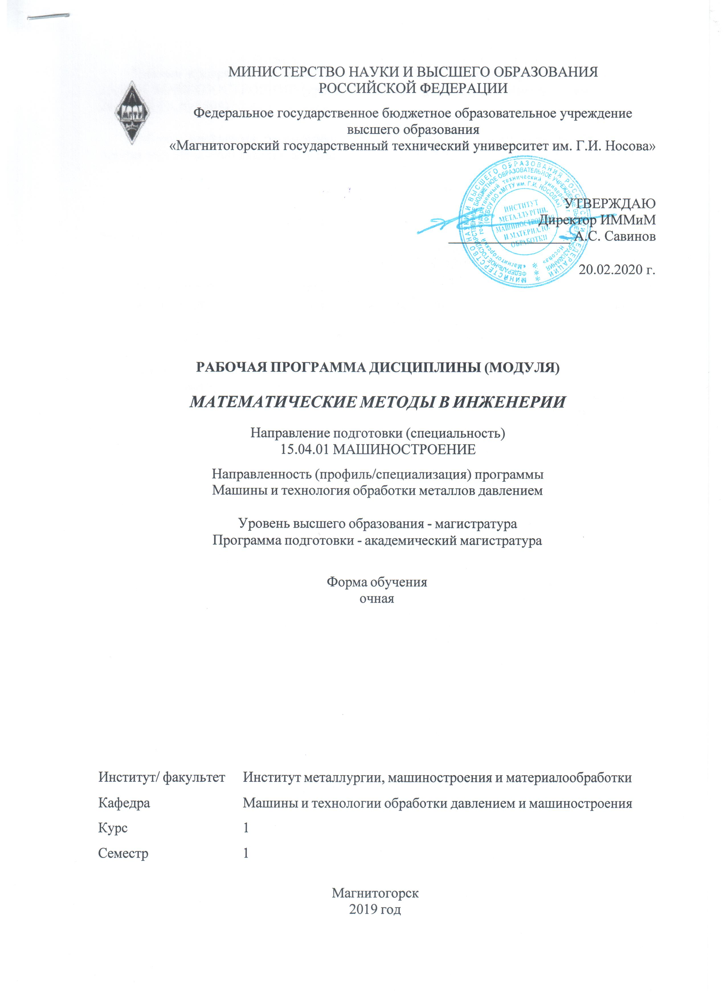 МИНИСТЕРСТВО НАУКИ И ВЫСШЕГО ОБРАЗОВАНИЯ
РОССИЙСКОЙ ФЕДЕРАЦИИ
Федеральное государственное бюджетное образовательное учреждение
высшего образования
«Магнитогорский государственный технический университет им. Г.И. Носова»
УТВЕРЖДАЮ
Директор ИММиМ
А.С. Савинов
20.02.2020 г.
МИНИСТЕРСТВО НАУКИ И ВЫСШЕГО ОБРАЗОВАНИЯ РОССИЙСКОЙ ФЕДЕРАЦИИ
ФЕДЕРАЛЬНОЕ ГОСУДАРСТВЕННОЕ БЮДЖЕТНОЕ ОБРАЗОВАТЕЛЬНОЕ УЧРЕЖДЕНИЕ ВЫСШЕГО ОБРАЗОВАНИЯ
«Магнитогорский государственный технический университет им. Г.И. Носова»
(ФГБОУ ВО «МГТУ им. Г.И. НОСОВА»)
ИНСТИТУТ
МЕТАЛЛУРГИИ,
МАШИНОСТРОЕНИЯ
И МАТЕРИАЛО-
ОБРАБОТКИ
РАБОЧАЯ ПРОГРАММА ДИСЦИПЛИНЫ (МОДУЛЯ)
МАТЕМАТИЧЕСКИЕ МЕТОДЫ В ИНЖЕНЕРИИ
Направление подготовки (специальность)
15.04.01 МАШИНОСТРОЕНИЕ
Направленность (профиль/специализация) программы
Машины и технология обработки металлов давлением
Уровень высшего образования - магистратура
Программа подготовки - академический магистратура
Форма обучения
очная
Институт/ факультет Институт металлургии, машиностроения и материалообработки
Кафедра Машины и технологии обработки давлением и машиностроения
Курс 1
Семестр 1
Магнитогорск
2019 год